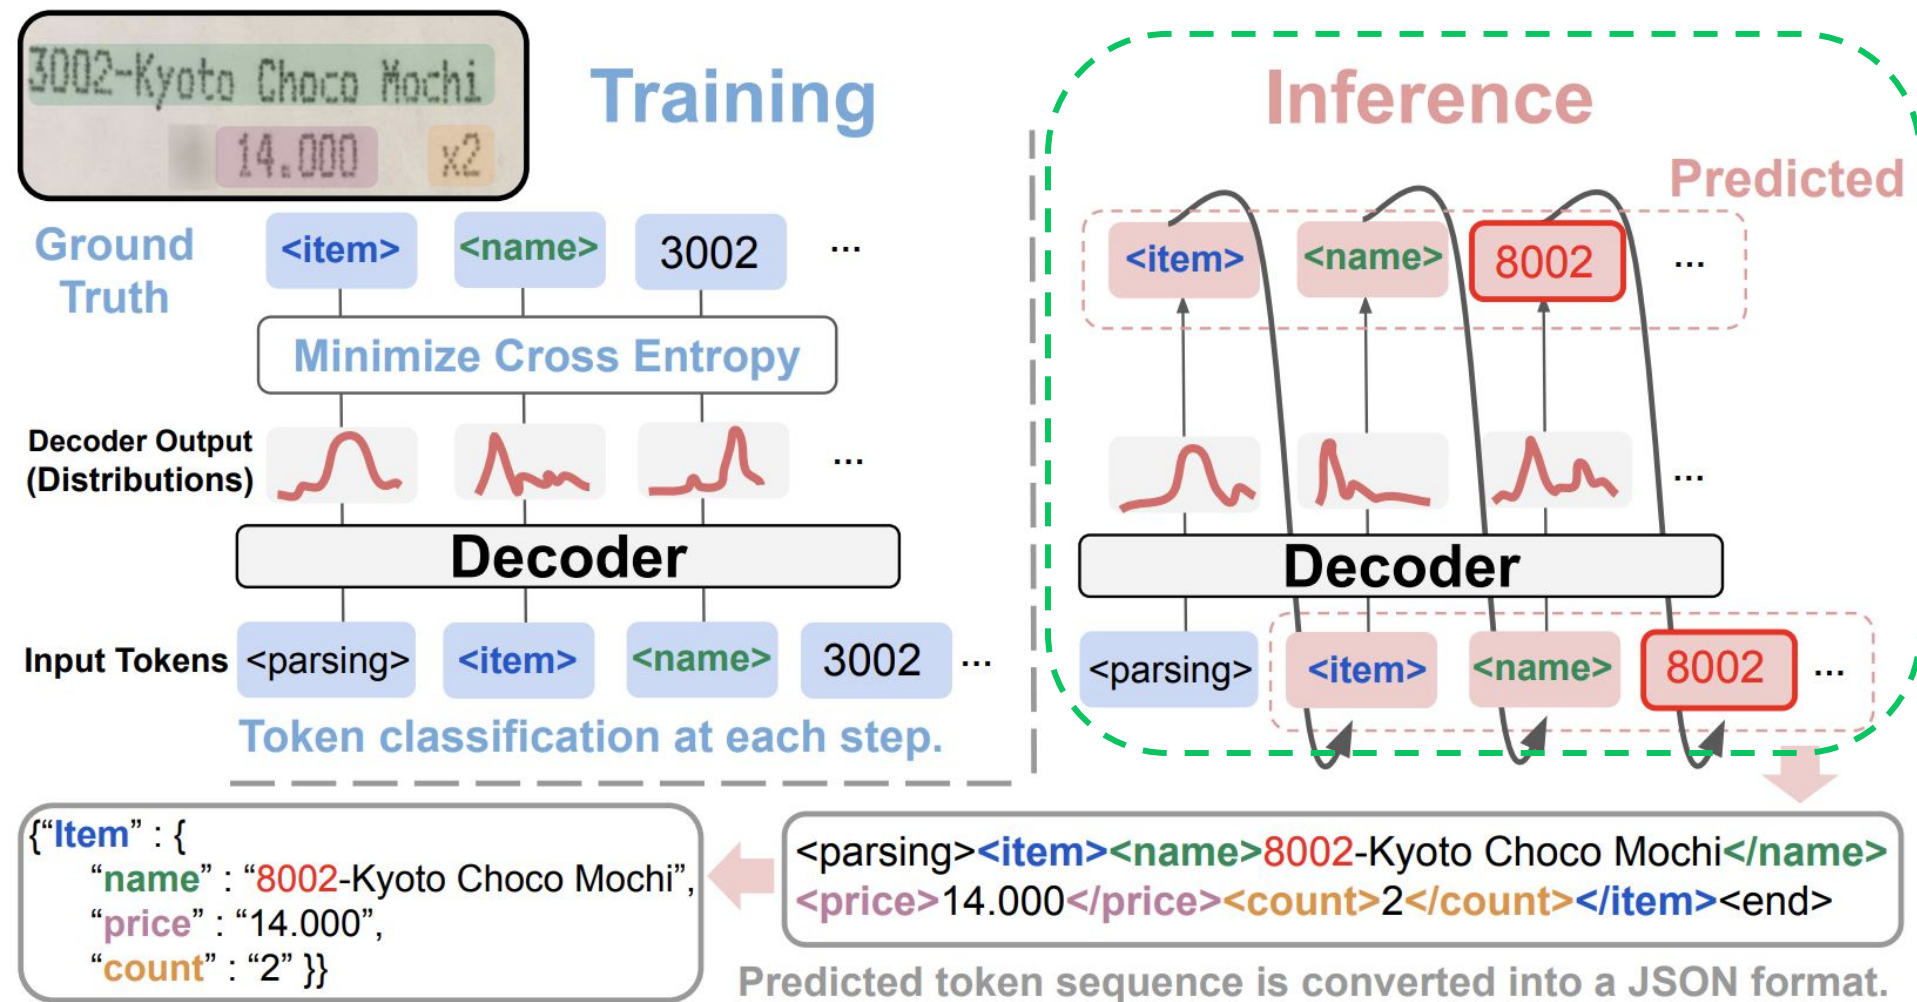 3002-Kyoto Choco Mochi
14.000 x2
Training
Ground Truth
<item> <name> 3002 ...
Minimize Cross Entropy
Decoder Output
(Distributions)
...
Decoder
Input Tokens <parsing> <item> <name> 3002 ...
Token classification at each step.
Inference
Predicted
<item> <name> 8002 ...
...
Decoder
<parsing> <item> <name> 8002 ...
<parsing><item><name>8002-Kyoto Choco Mochi</name>
<price>14.000</price><count>2</count></item><end>
{“Item” : {
“name” : “8002-Kyoto Choco Mochi”,
“price” : “14.000”,
“count” : “2” }}
Predicted token sequence is converted into a JSON format.